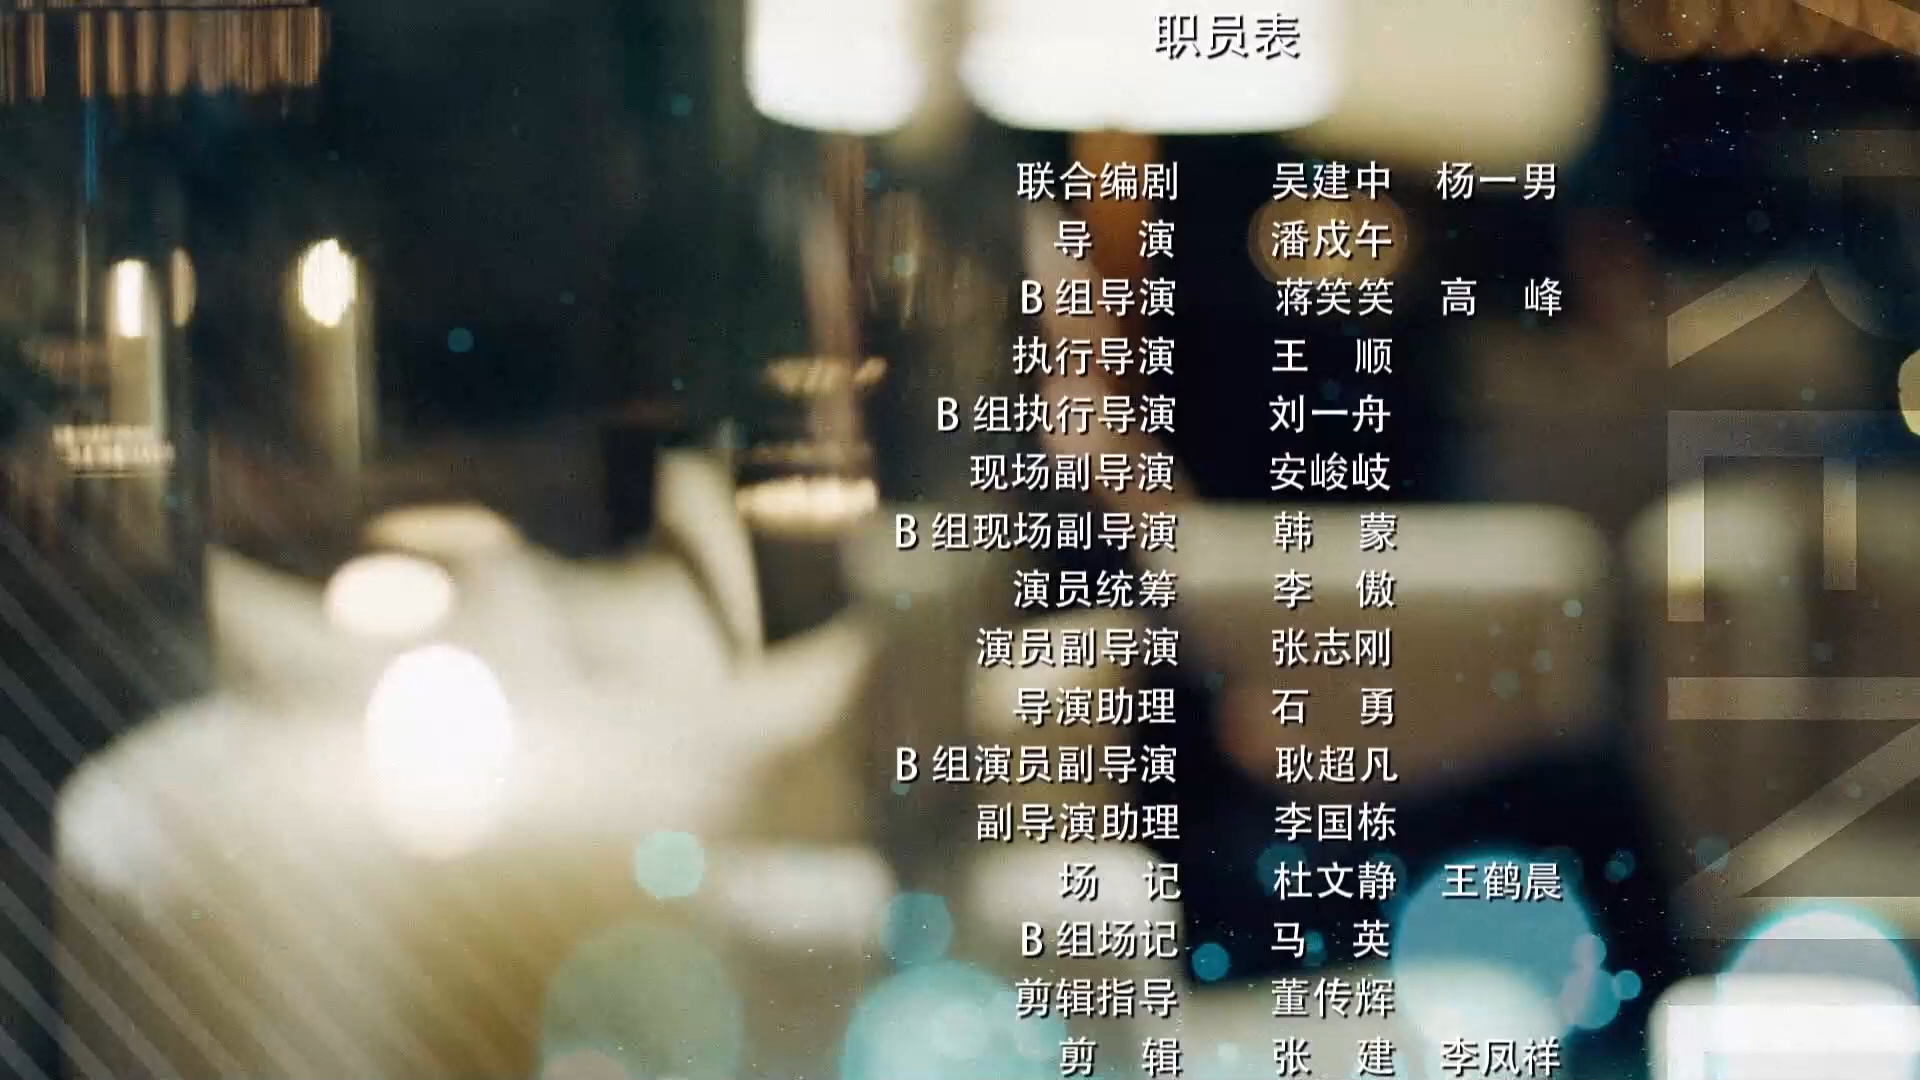 职员表
联合编剧 吴建中 杨一男
导 演 潘戍午
B 组导演 蒋笑笑 高 峰
执行导演 王 顺
B 组执行导演 刘一舟
现场副导演 安峻岐
B 组现场副导演 韩 蒙
演员统筹 李 傲
演员副导演 张志刚
导演助理 石 勇
B 组演员副导演 耿超凡
副导演助理 李国栋
场 记 杜文静 王鹤晨
B 组场记 马 英
剪辑指导 董传辉
剪 辑 张 建 李凤祥